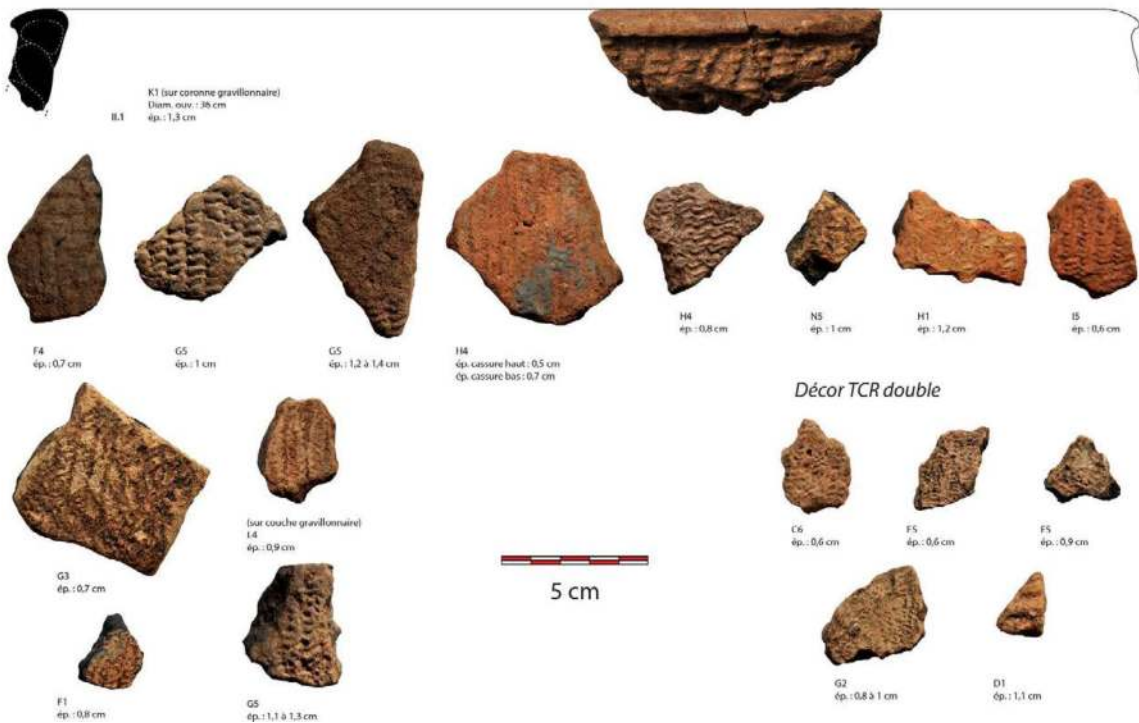 K1 (sur coronne gravillonnaire)
Diam. ouv. : 36 cm
II.1
ép. : 1,3 cm
F4
ép. : 0,7 cm
G5
ép. : 1 cm
G5
ép. : 1,2 à 1,4 cm
H4
ép. cassure haut : 0,5 cm
ép. cassure bas : 0,7 cm
H4
ép. : 0,8 cm
N5
ép. : 1 cm
H1
ép. : 1,2 cm
I5
ép. : 0,6 cm
Décor TCR double
G3
ép. : 0,7 cm
(sur couche gravillonnaire)
L4
ép. : 0,9 cm
C6
ép. : 0,6 cm
F5
ép. : 0,6 cm
F5
ép. : 0,9 cm
5 cm
F1
ép. : 0,8 cm
G5
ép. : 1,1 à 1,3 cm
G2
ép. : 0,8 à 1 cm
D1
ép. : 1,1 cm